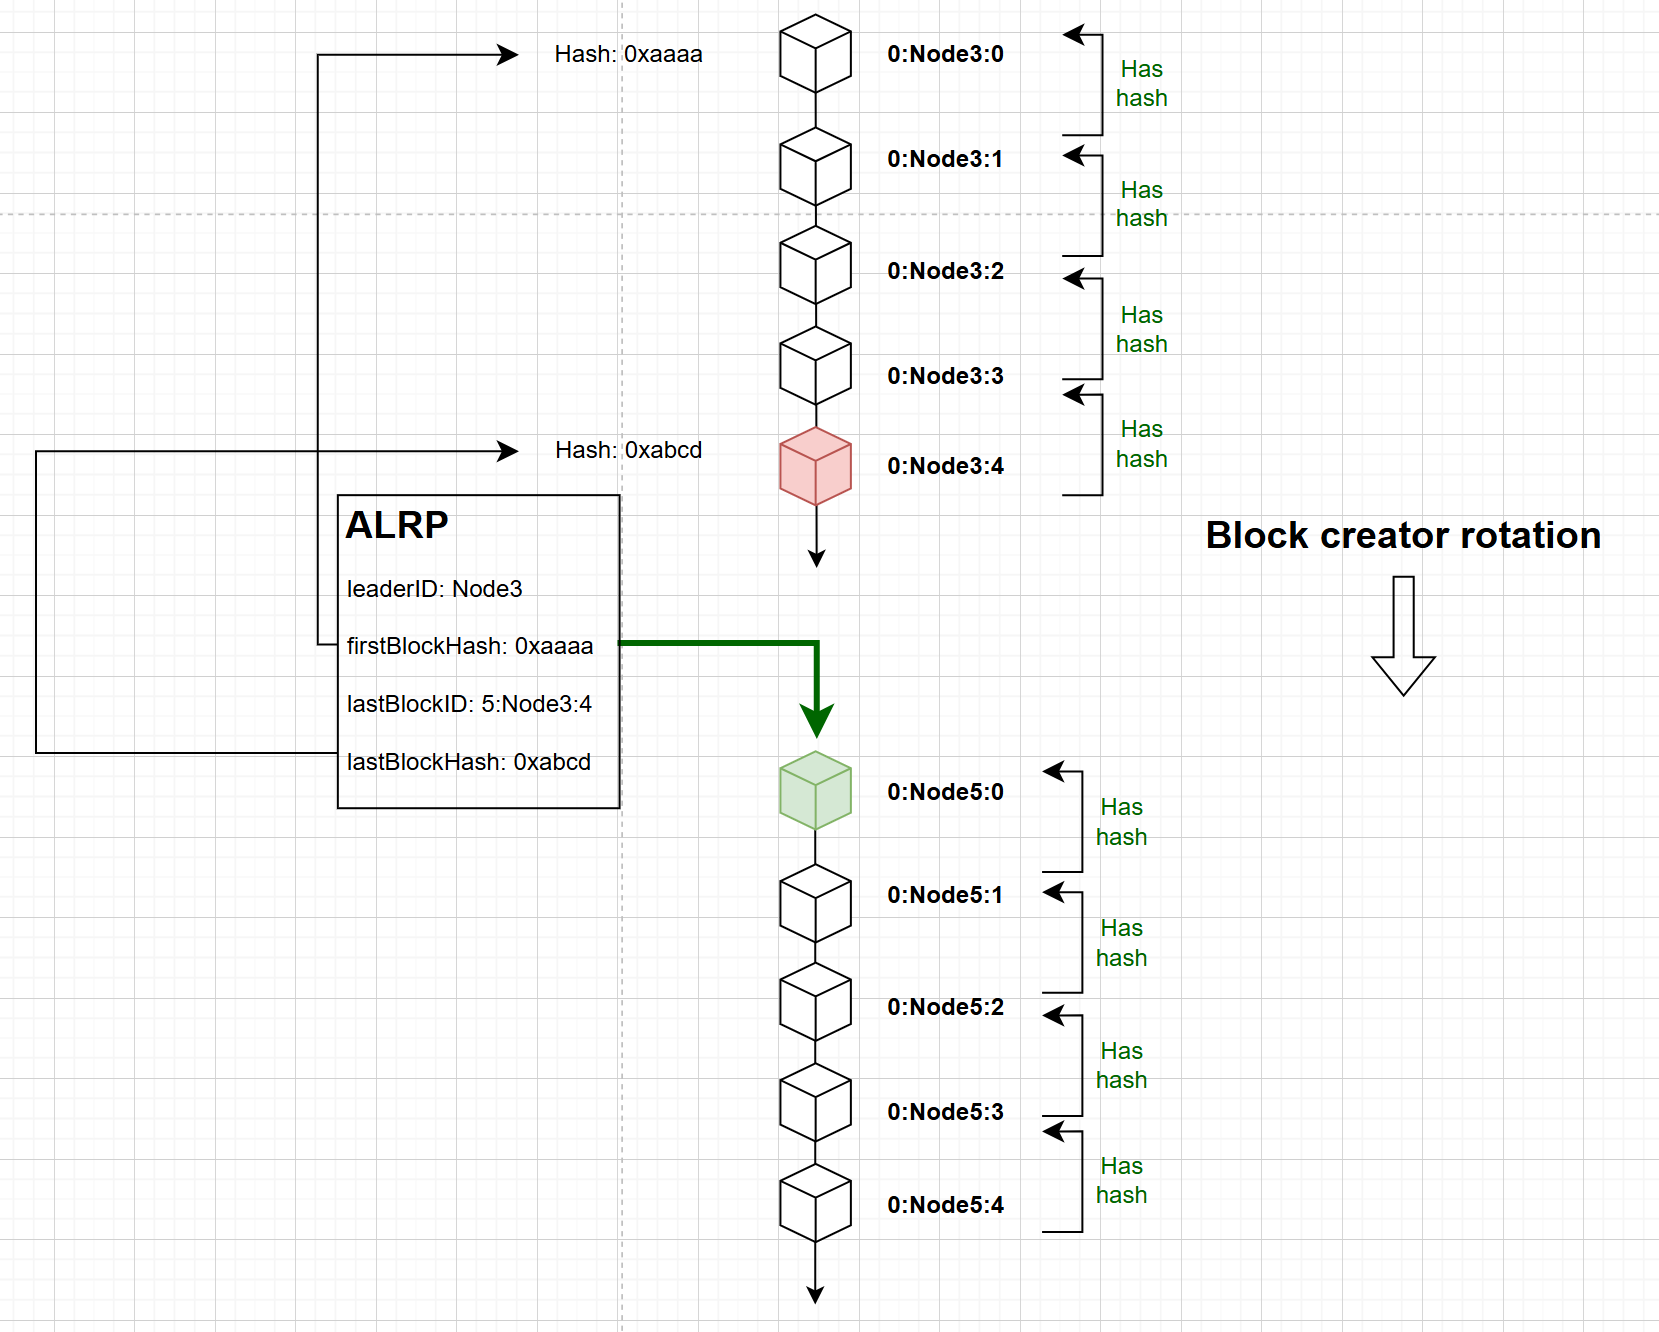 Hash: 0xaaaa
0:Node3:0
Has
hash
0:Node3:1
Has
hash
0:Node3:2
Has
hash
0:Node3:3
Has
hash
Hash: 0xabcd
0:Node3:4
ALRP
leaderID: Node3
firstBlockHash: 0xaaaa
lastBlockID: 5:Node3:4
lastBlockHash: 0xabcd
Block creator rotation
0:Node5:0
Has
hash
0:Node5:1
Has
hash
0:Node5:2
Has
hash
0:Node5:3
Has
hash
0:Node5:4